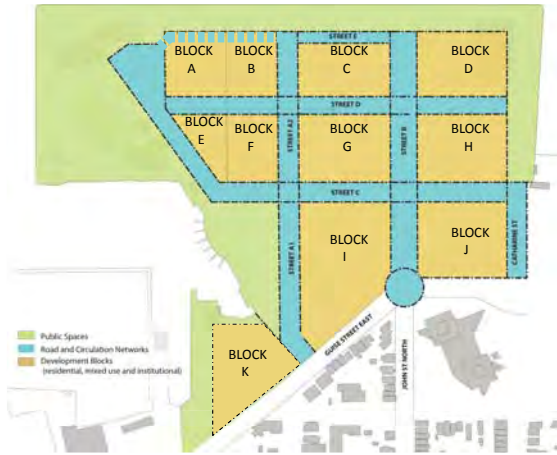 BLOCK
A
BLOCK
B
STREET E
BLOCK
C
BLOCK
D
STREET D
BLOCK
E
BLOCK
F
STREET A2
BLOCK
G
STREET B
BLOCK
H
STREET C
BLOCK
I
BLOCK
J
CATHARINE ST
STREET A1
BLOCK
K
GUISE STREET EAST
JOHN ST NORTH
Public Spaces
Road and Circulation Networks
Development Blocks
(residential, mixed use and institutional)